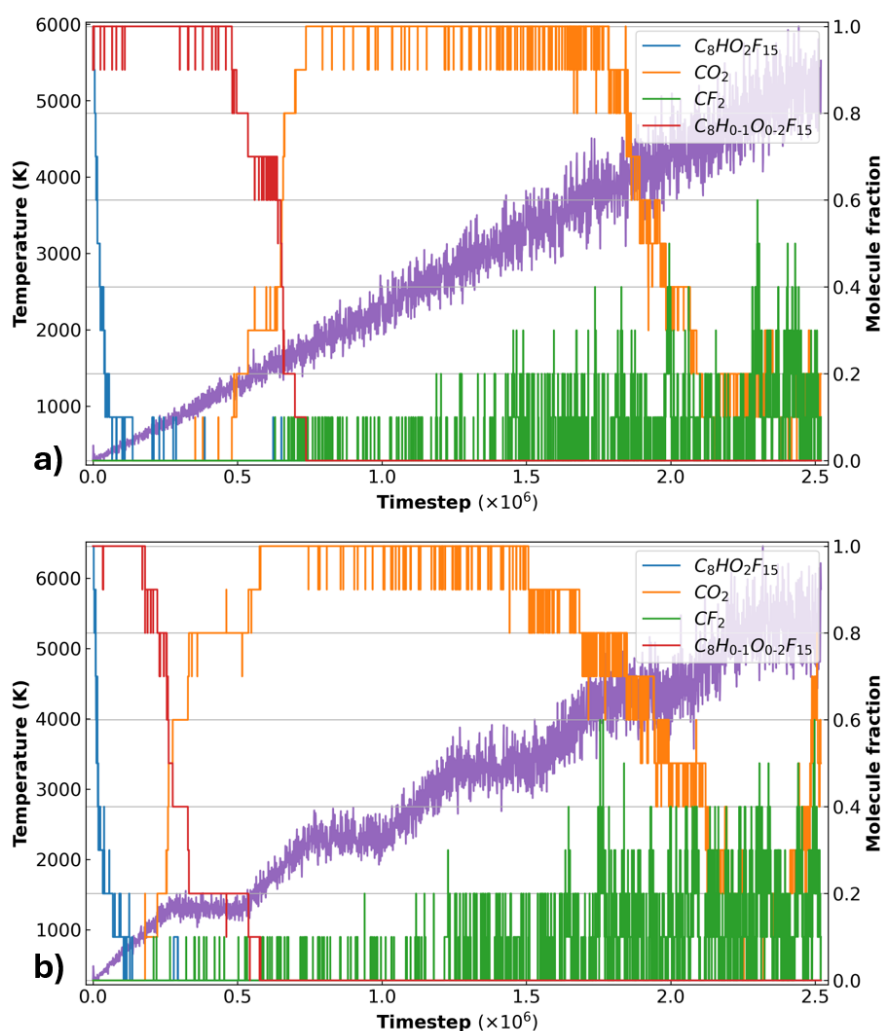 6000
5000
4000
3000
2000
1000
Temperature (K)
1.0
0.8
0.6
0.4
0.2
0.0
Molecule fraction
C₈HO₂F₁₅
CO₂
CF₂
C₈H₀₋₁O₀₋₂F₁₅
a)
0.0 0.5 1.0 1.5 2.0 2.5
Timestep (×10⁶)
6000
5000
4000
3000
2000
1000
Temperature (K)
1.0
0.8
0.6
0.4
0.2
0.0
Molecule fraction
C₈HO₂F₁₅
CO₂
CF₂
C₈H₀₋₁O₀₋₂F₁₅
b)
0.0 0.5 1.0 1.5 2.0 2.5
Timestep (×10⁶)